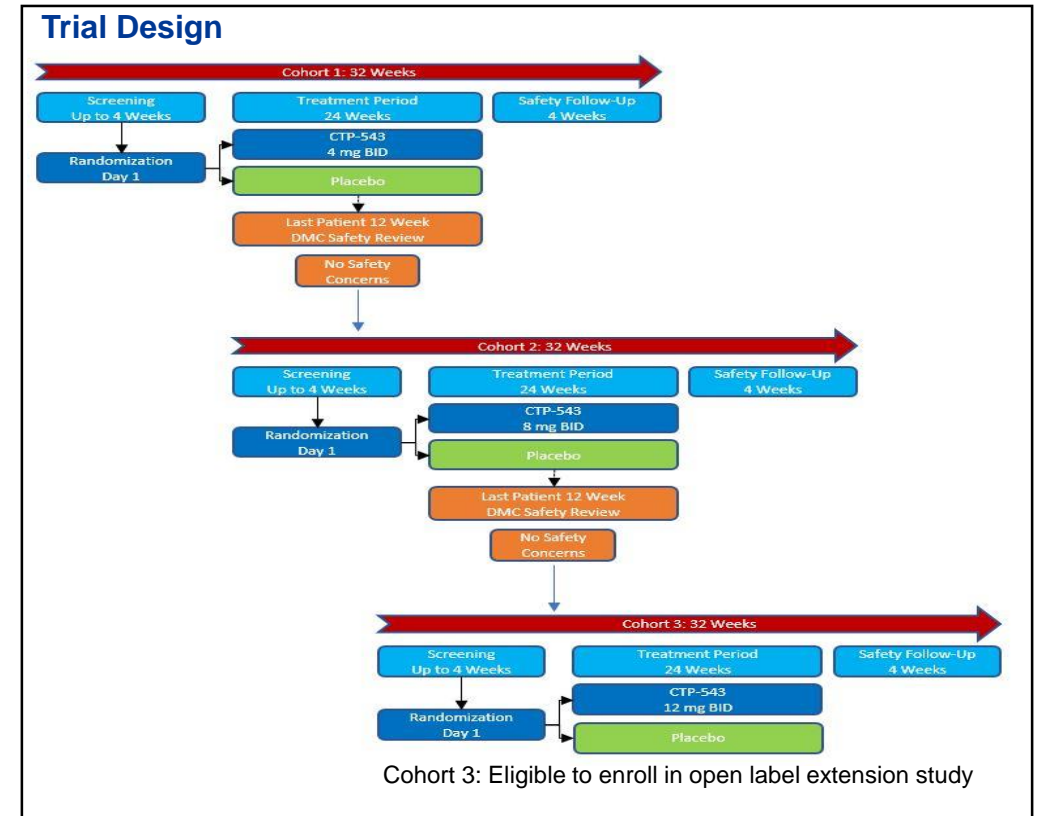 Trial Design
Cohort 1: 32 Weeks
Screening
Up to 4 Weeks
Treatment Period
24 Weeks
Safety Follow-Up
4 Weeks
CTP-543
4 mg BID
Randomization
Day 1
Placebo
Last Patient 12 Week
DMC Safety Review
No Safety
Concerns
Cohort 2: 32 Weeks
Screening
Up to 4 Weeks
Treatment Period
24 Weeks
Safety Follow-Up
4 Weeks
CTP-543
8 mg BID
Randomization
Day 1
Placebo
Last Patient 12 Week
DMC Safety Review
No Safety
Concerns
Cohort 3: 32 Weeks
Screening
Up to 4 Weeks
Treatment Period
24 Weeks
Safety Follow-Up
4 Weeks
CTP-543
12 mg BID
Randomization
Day 1
Placebo
Cohort 3: Eligible to enroll in open label extension study